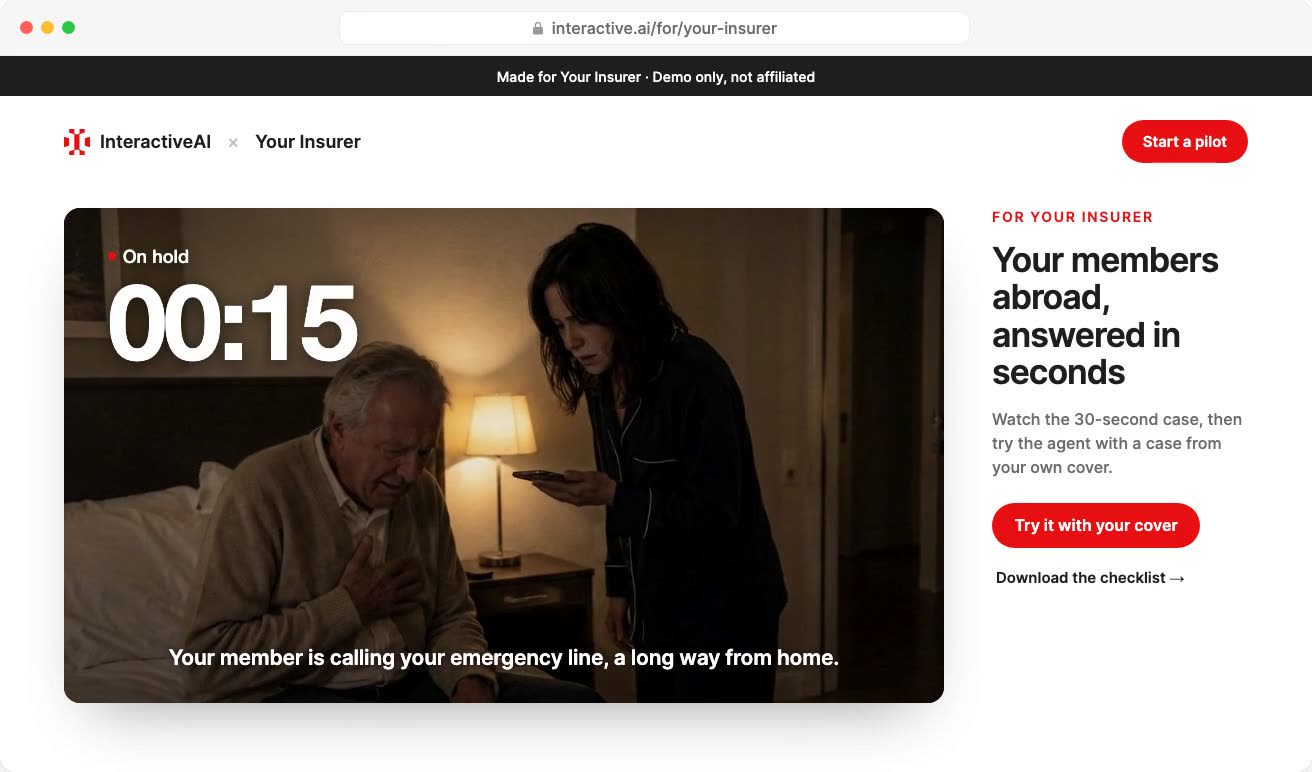 interactive.ai/for/your-insurer
Made for Your Insurer · Demo only, not affiliated
InteractiveAI × Your Insurer
Start a pilot
On hold
00:15
Your member is calling your emergency line, a long way from home.
FOR YOUR INSURER
Your members
abroad,
answered in
seconds
Watch the 30-second case, then
try the agent with a case from
your own cover.
Try it with your cover
Download the checklist →